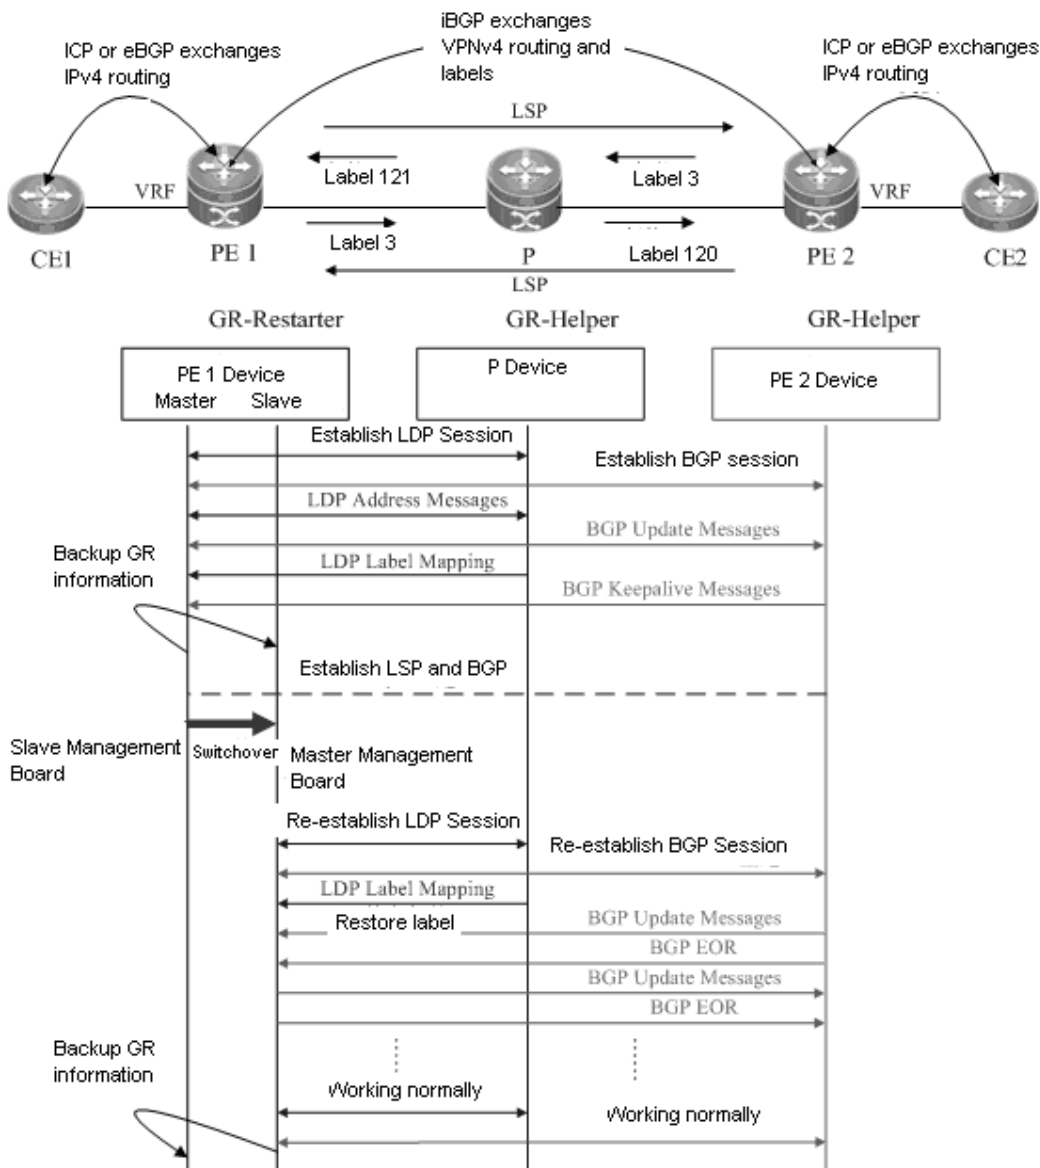 iBGP exchanges
VPNv4 routing and
labels
ICP or eBGP exchanges
IPv4 routing
ICP or eBGP exchanges
IPv4 routing
LSP
Label 121
Label 3
VRF
VRF
Label 3
Label 120
CE1
PE 1
P
PE 2
CE2
LSP
GR-Restarter
GR-Helper
GR-Helper
PE 1 Device
Master Slave
P Device
PE 2 Device
Establish LDP Session
Establish BGP session
LDP Address Messages
BGP Update Messages
Backup GR
information
LDP Label Mapping
BGP Keepalive Messages
Establish LSP and BGP
Slave Management
Board
Switchover
Master Management
Board
Re-establish LDP Session
Re-establish BGP Session
LDP Label Mapping
Restore label
BGP Update Messages
BGP EOR
BGP Update Messages
BGP EOR
Backup GR
information
Working normally
Working normally